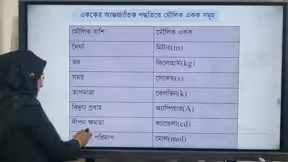 এককের আন্তর্জাতিক পদ্ধতিতে মৌলিক একক সমূহ
মৌলিক রাশি মৌলিক একক
দৈর্ঘ্য মিটার(m)
ভর কিলোগ্রাম(kg)
সময় সেকেন্ড(s)
তাপমাত্রা কেলভিন(k)
বিদ্যুৎ প্রবাহ অ্যাম্পিয়ার(A)
দীপন ক্ষমতা ক্যান্ডেলা(cd)
পরিমাণ মোল(mol)